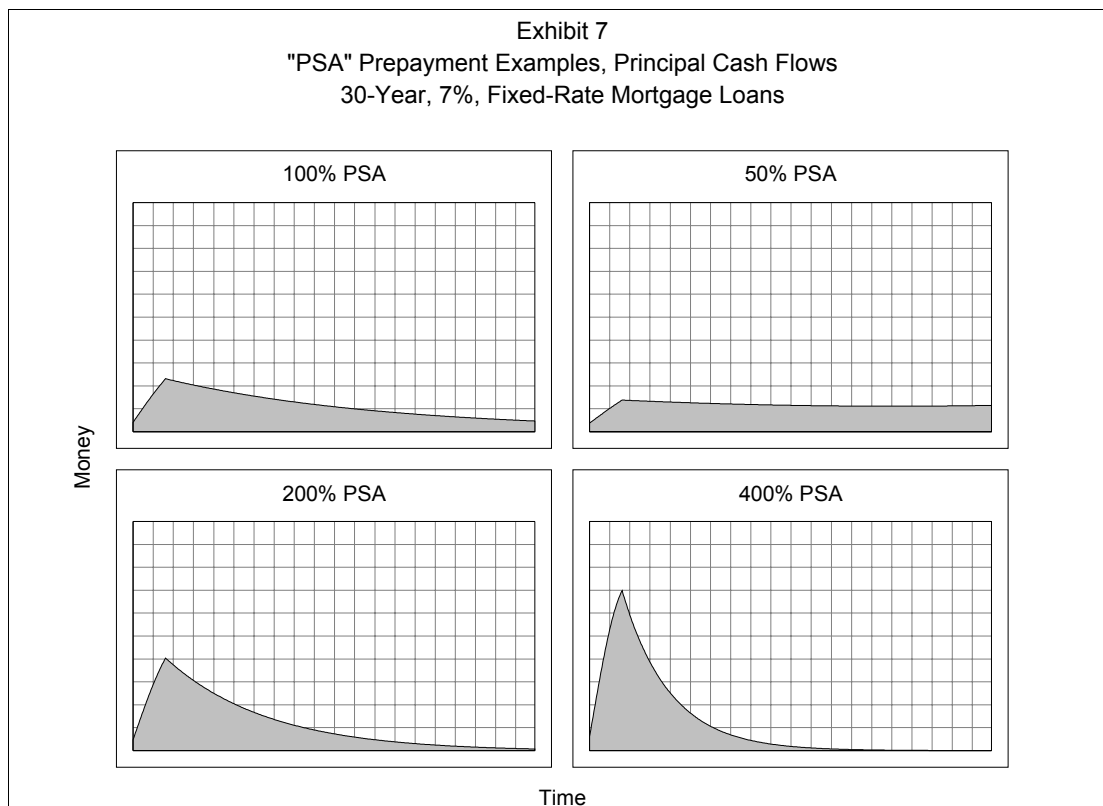 Exhibit 7
"PSA" Prepayment Examples, Principal Cash Flows
30-Year, 7%, Fixed-Rate Mortgage Loans
100% PSA
50% PSA
Money
200% PSA
400% PSA
Time